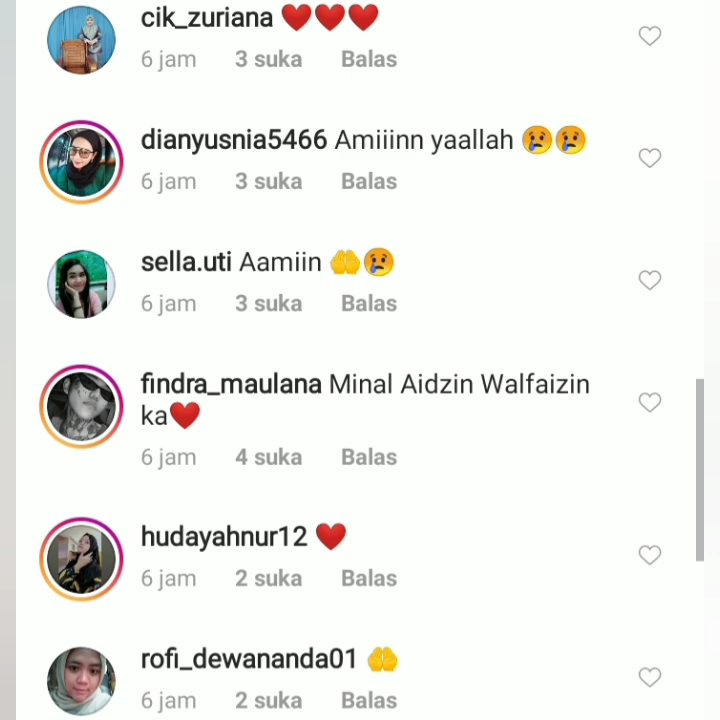 cik_zuriana ❤️❤️❤️
6 jam 3 suka Balas
dianyusnia5466 Amiiinn yaallah 😢😢
6 jam 3 suka Balas
sella.uti Aamiin 🤲😢
6 jam 3 suka Balas
findra_maulana Minal Aidzin Walfaizin
ka❤️
6 jam 4 suka Balas
hudayahnur12 ❤️
6 jam 2 suka Balas
rofi_dewananda01 🤲
6 jam 2 suka Balas